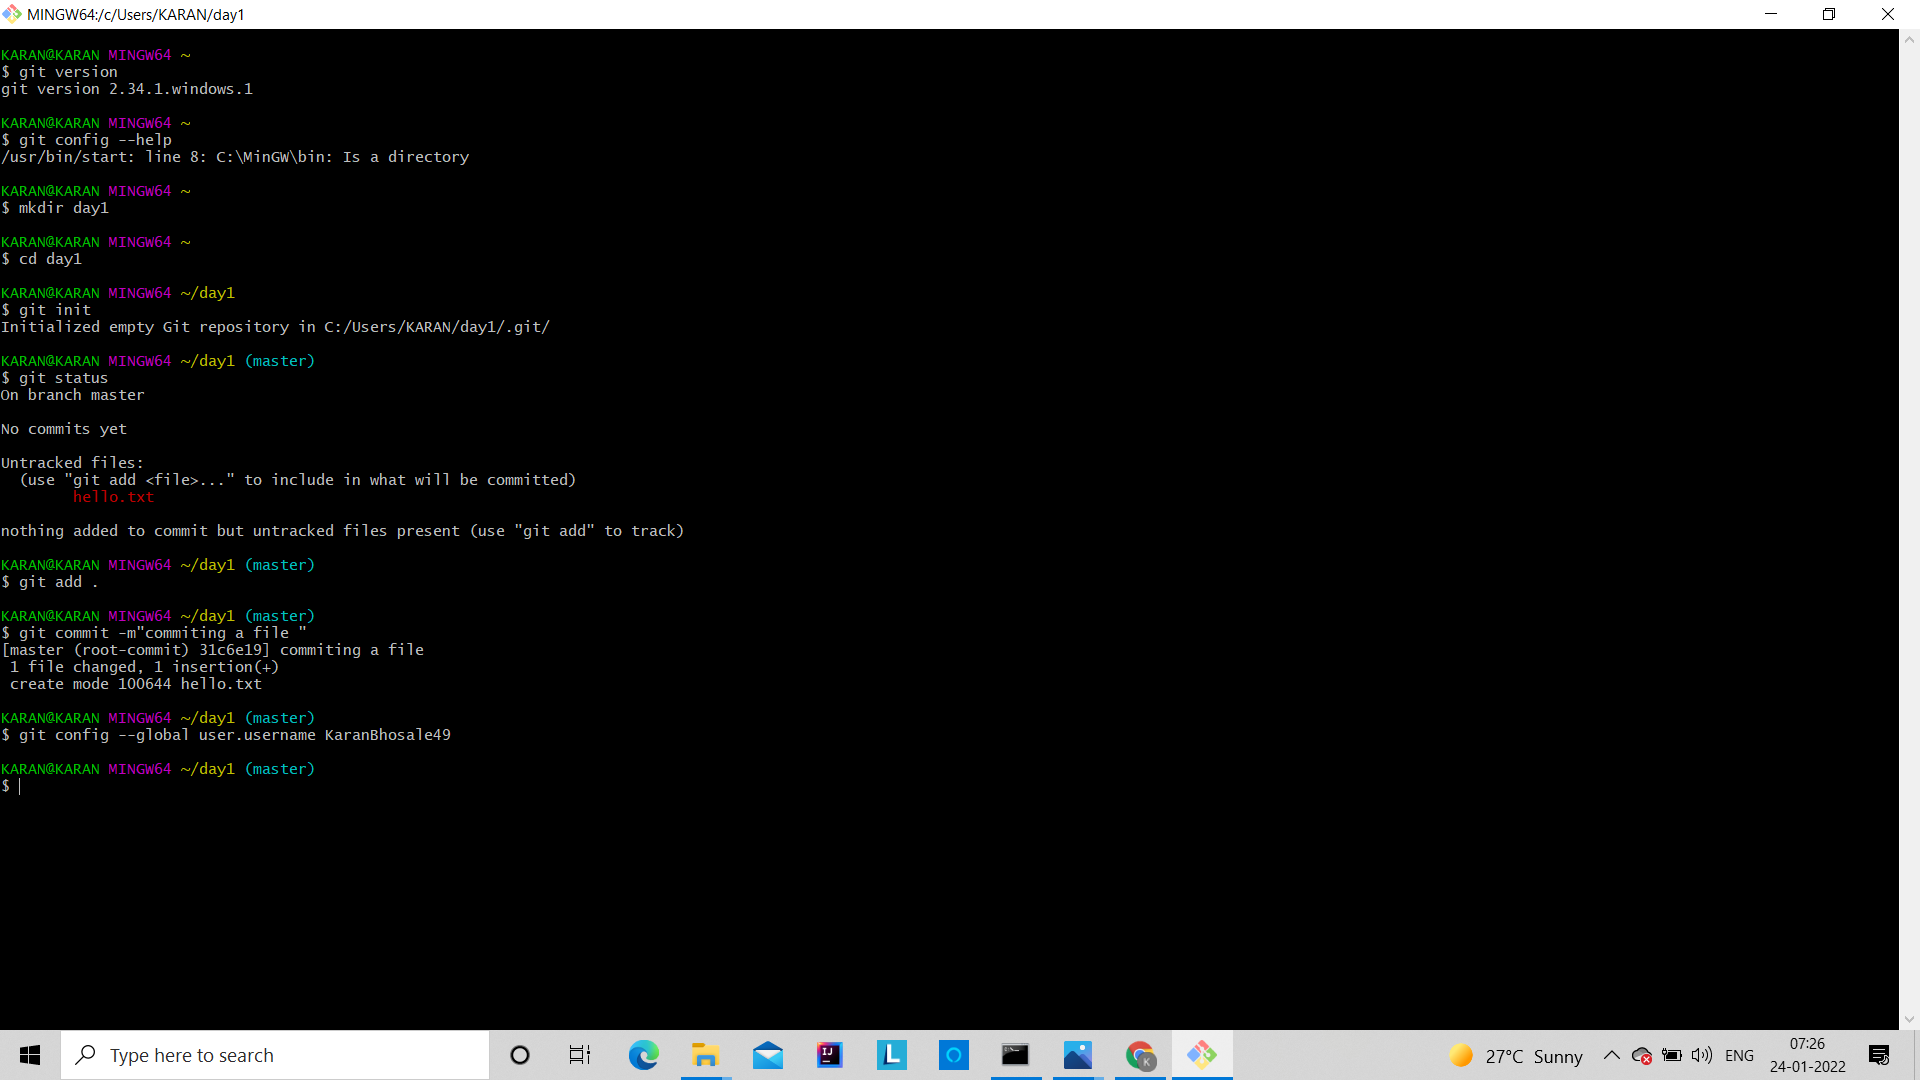 MINGW64:/c/Users/KARAN/day1
KARAN@KARAN MINGW64 ~
$ git version
git version 2.34.1.windows.1
KARAN@KARAN MINGW64 ~
$ git config --help
/usr/bin/start: line 8: C:\MinGW\bin: Is a directory
KARAN@KARAN MINGW64 ~
$ mkdir day1
KARAN@KARAN MINGW64 ~
$ cd day1
KARAN@KARAN MINGW64 ~/day1
$ git init
Initialized empty Git repository in C:/Users/KARAN/day1/.git/
KARAN@KARAN MINGW64 ~/day1 (master)
$ git status
On branch master
No commits yet
Untracked files:
  (use "git add <file>..." to include in what will be committed)
        hello.txt
nothing added to commit but untracked files present (use "git add" to track)
KARAN@KARAN MINGW64 ~/day1 (master)
$ git add .
KARAN@KARAN MINGW64 ~/day1 (master)
$ git commit -m"commiting a file "
[master (root-commit) 31c6e19] commiting a file
 1 file changed, 1 insertion(+)
 create mode 100644 hello.txt
KARAN@KARAN MINGW64 ~/day1 (master)
$ git config --global user.username KaranBhosale49
KARAN@KARAN MINGW64 ~/day1 (master)
$
Type here to search
IJ
L
K
27°C Sunny
ENG
07:26
24-01-2022